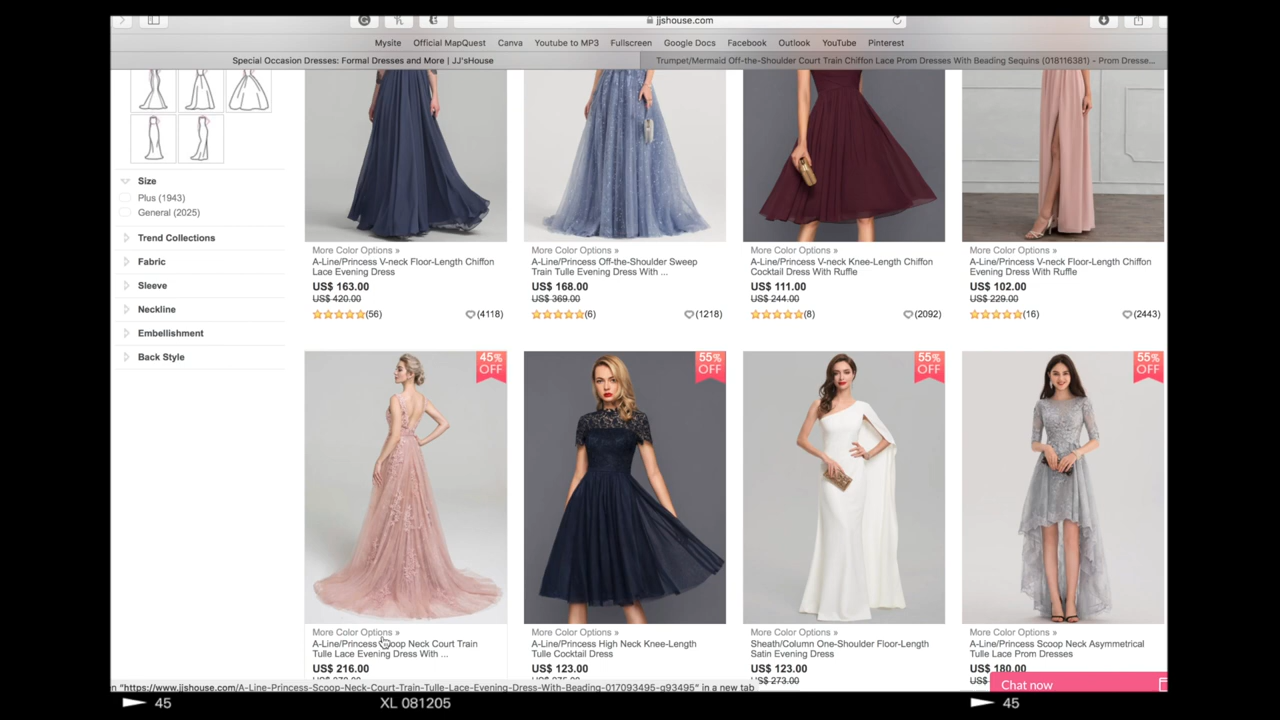 jjshouse.com
Mysite Official MapQuest Canva Youtube to MP3 Fullscreen Google Docs Facebook Outlook YouTube Pinterest
Special Occasion Dresses: Formal Dresses and More | JJ'sHouse
Trumpet/Mermaid Off-the-Shoulder Court Train Chiffon Lace Prom Dresses With Beading Sequins (018116381) - Prom Dresse...
Size
Plus (1943)
General (2025)
Trend Collections
Fabric
Sleeve
Neckline
Embellishment
Back Style
More Color Options »
A-Line/Princess V-neck Floor-Length Chiffon
Lace Evening Dress
US$ 163.00
US$ 420.00
(56) (4118)
More Color Options »
A-Line/Princess Off-the-Shoulder Sweep
Train Tulle Evening Dress With ...
US$ 168.00
US$ 369.00
(6) (1218)
More Color Options »
A-Line/Princess V-neck Knee-Length Chiffon
Cocktail Dress With Ruffle
US$ 111.00
US$ 244.00
(8) (2092)
More Color Options »
A-Line/Princess V-neck Floor-Length Chiffon
Evening Dress With Ruffle
US$ 102.00
US$ 229.00
(16) (2443)
45%
OFF
More Color Options »
A-Line/Princess Scoop Neck Court Train
Tulle Lace Evening Dress With ...
US$ 216.00
55%
OFF
More Color Options »
A-Line/Princess High Neck Knee-Length
Tulle Cocktail Dress
US$ 123.00
55%
OFF
More Color Options »
Sheath/Column One-Shoulder Floor-Length
Satin Evening Dress
US$ 123.00
US$ 273.00
55%
OFF
More Color Options »
A-Line/Princess Scoop Neck Asymmetrical
Tulle Lace Prom Dresses
US$ 180.00
US$
Chat now
"https://www.jjshouse.com/A-Line-Princess-Scoop-Neck-Court-Train-Tulle-Lace-Evening-Dress-With-Beading-017093495-g93495" in a new tab
45 XL 081205 45